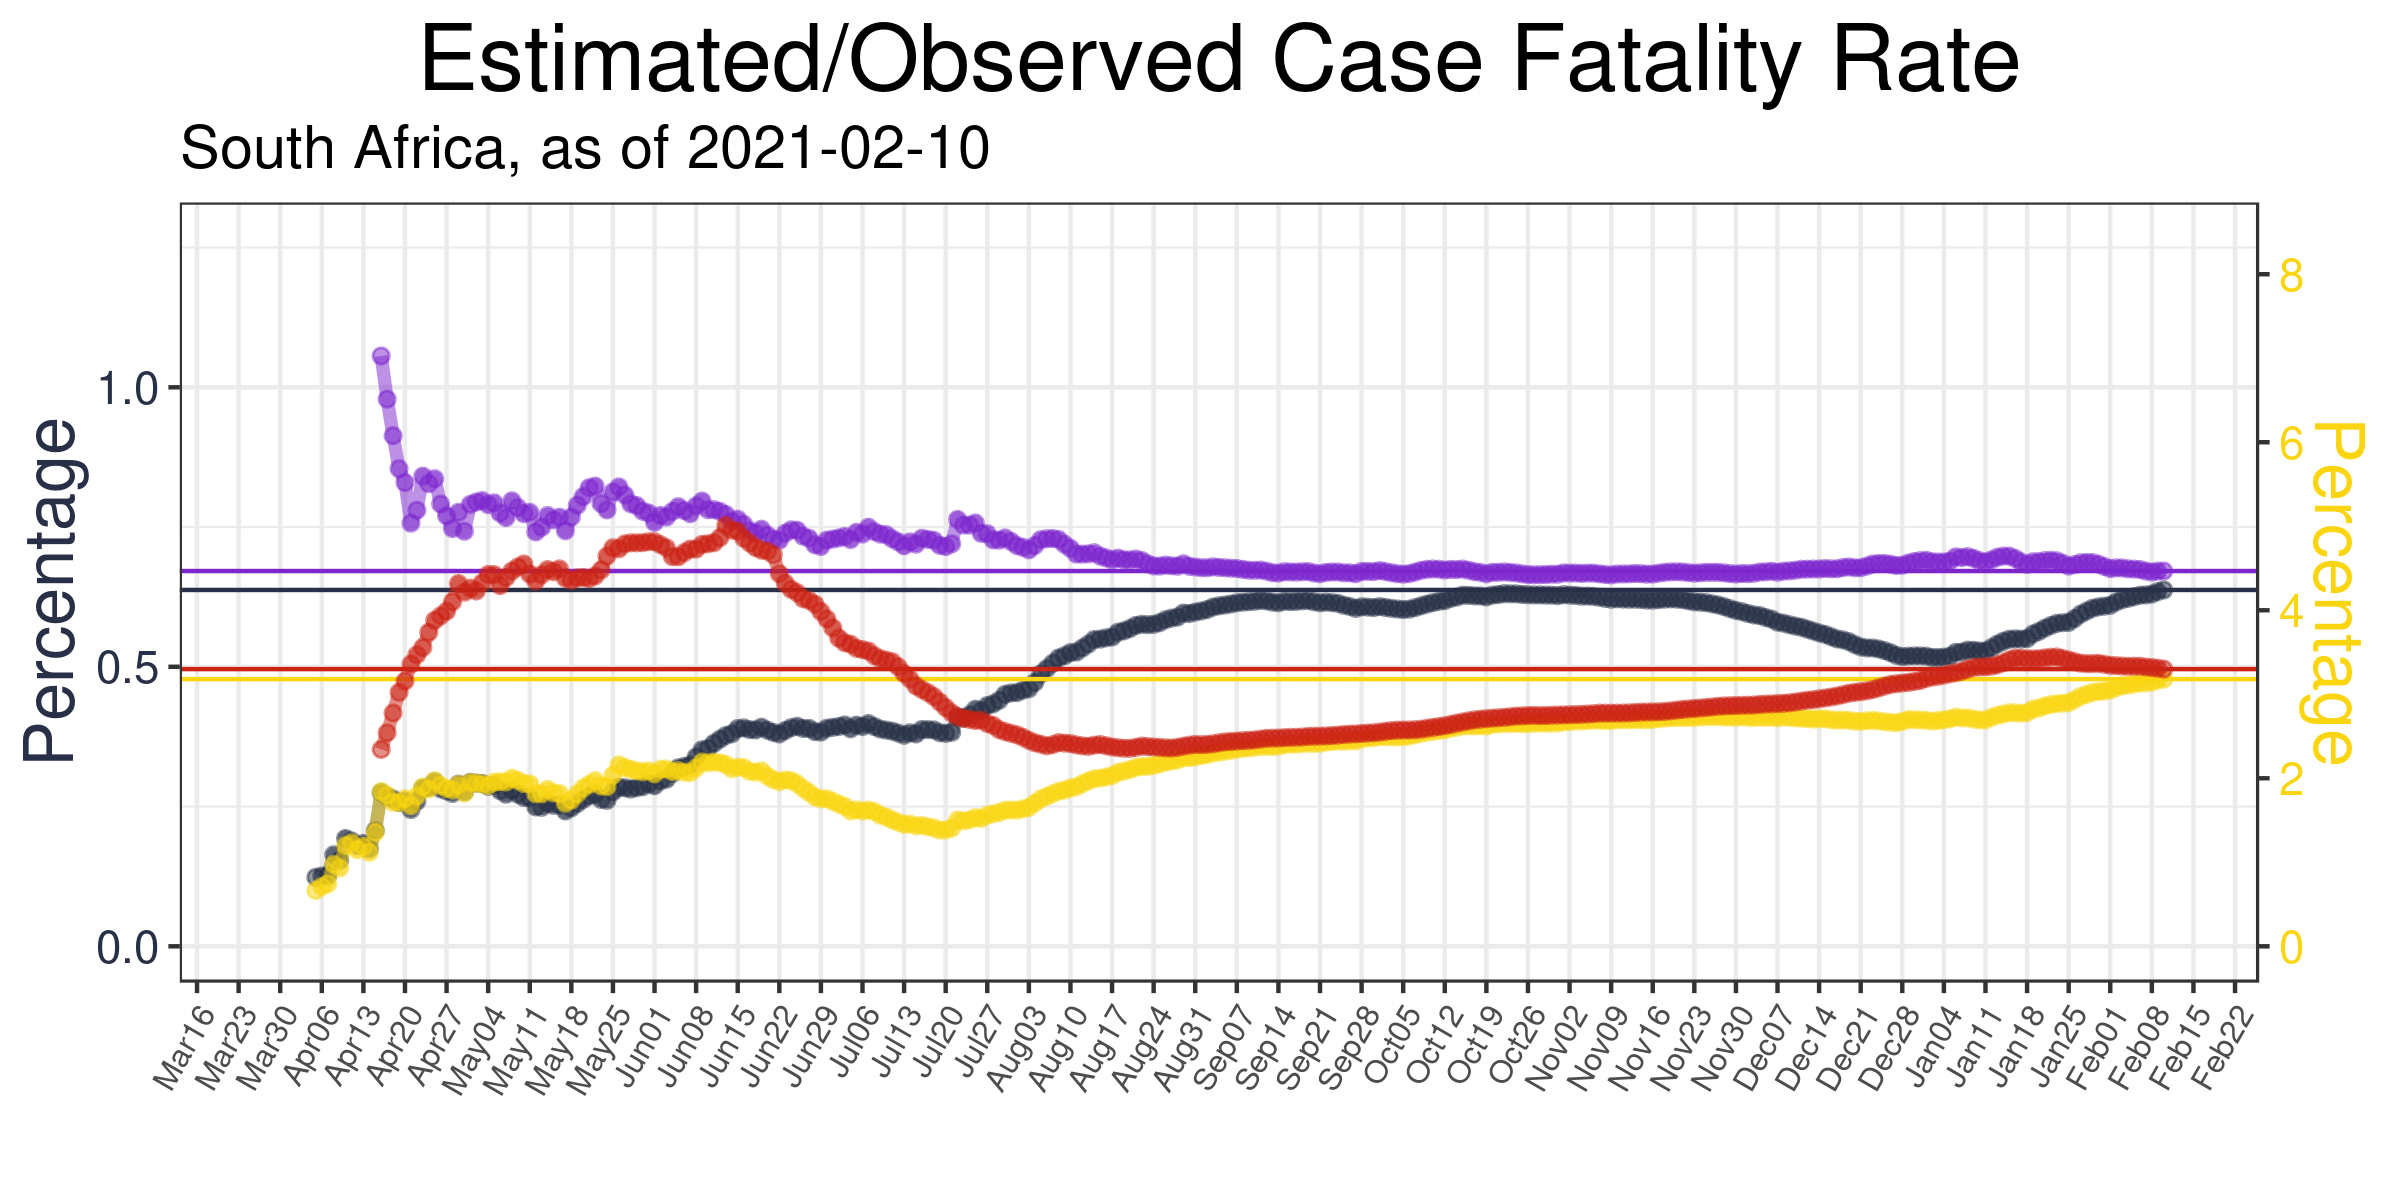 Estimated/Observed Case Fatality Rate
South Africa, as of 2021-02-10
Percentage
1.0
0.5
0.0
8
6
4
2
0
Percentage
Mar16 Mar23 Mar30 Apr06 Apr13 Apr20 Apr27 May04 May11 May18 May25 Jun01 Jun08 Jun15 Jun22 Jun29 Jul06 Jul13 Jul20 Jul27 Aug03 Aug10 Aug17 Aug24 Aug31 Sep07 Sep14 Sep21 Sep28 Oct05 Oct12 Oct19 Oct26 Nov02 Nov09 Nov16 Nov23 Nov30 Dec07 Dec14 Dec21 Dec28 Jan04 Jan11 Jan18 Jan25 Feb01 Feb08 Feb15 Feb22